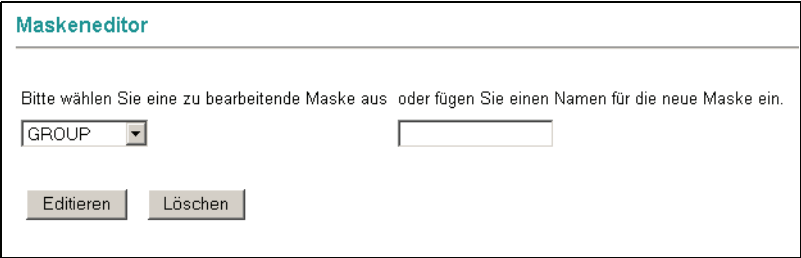 Maskeneditor
Bitte wählen Sie eine zu bearbeitende Maske aus oder fügen Sie einen Namen für die neue Maske ein.
GROUP
Editieren Löschen